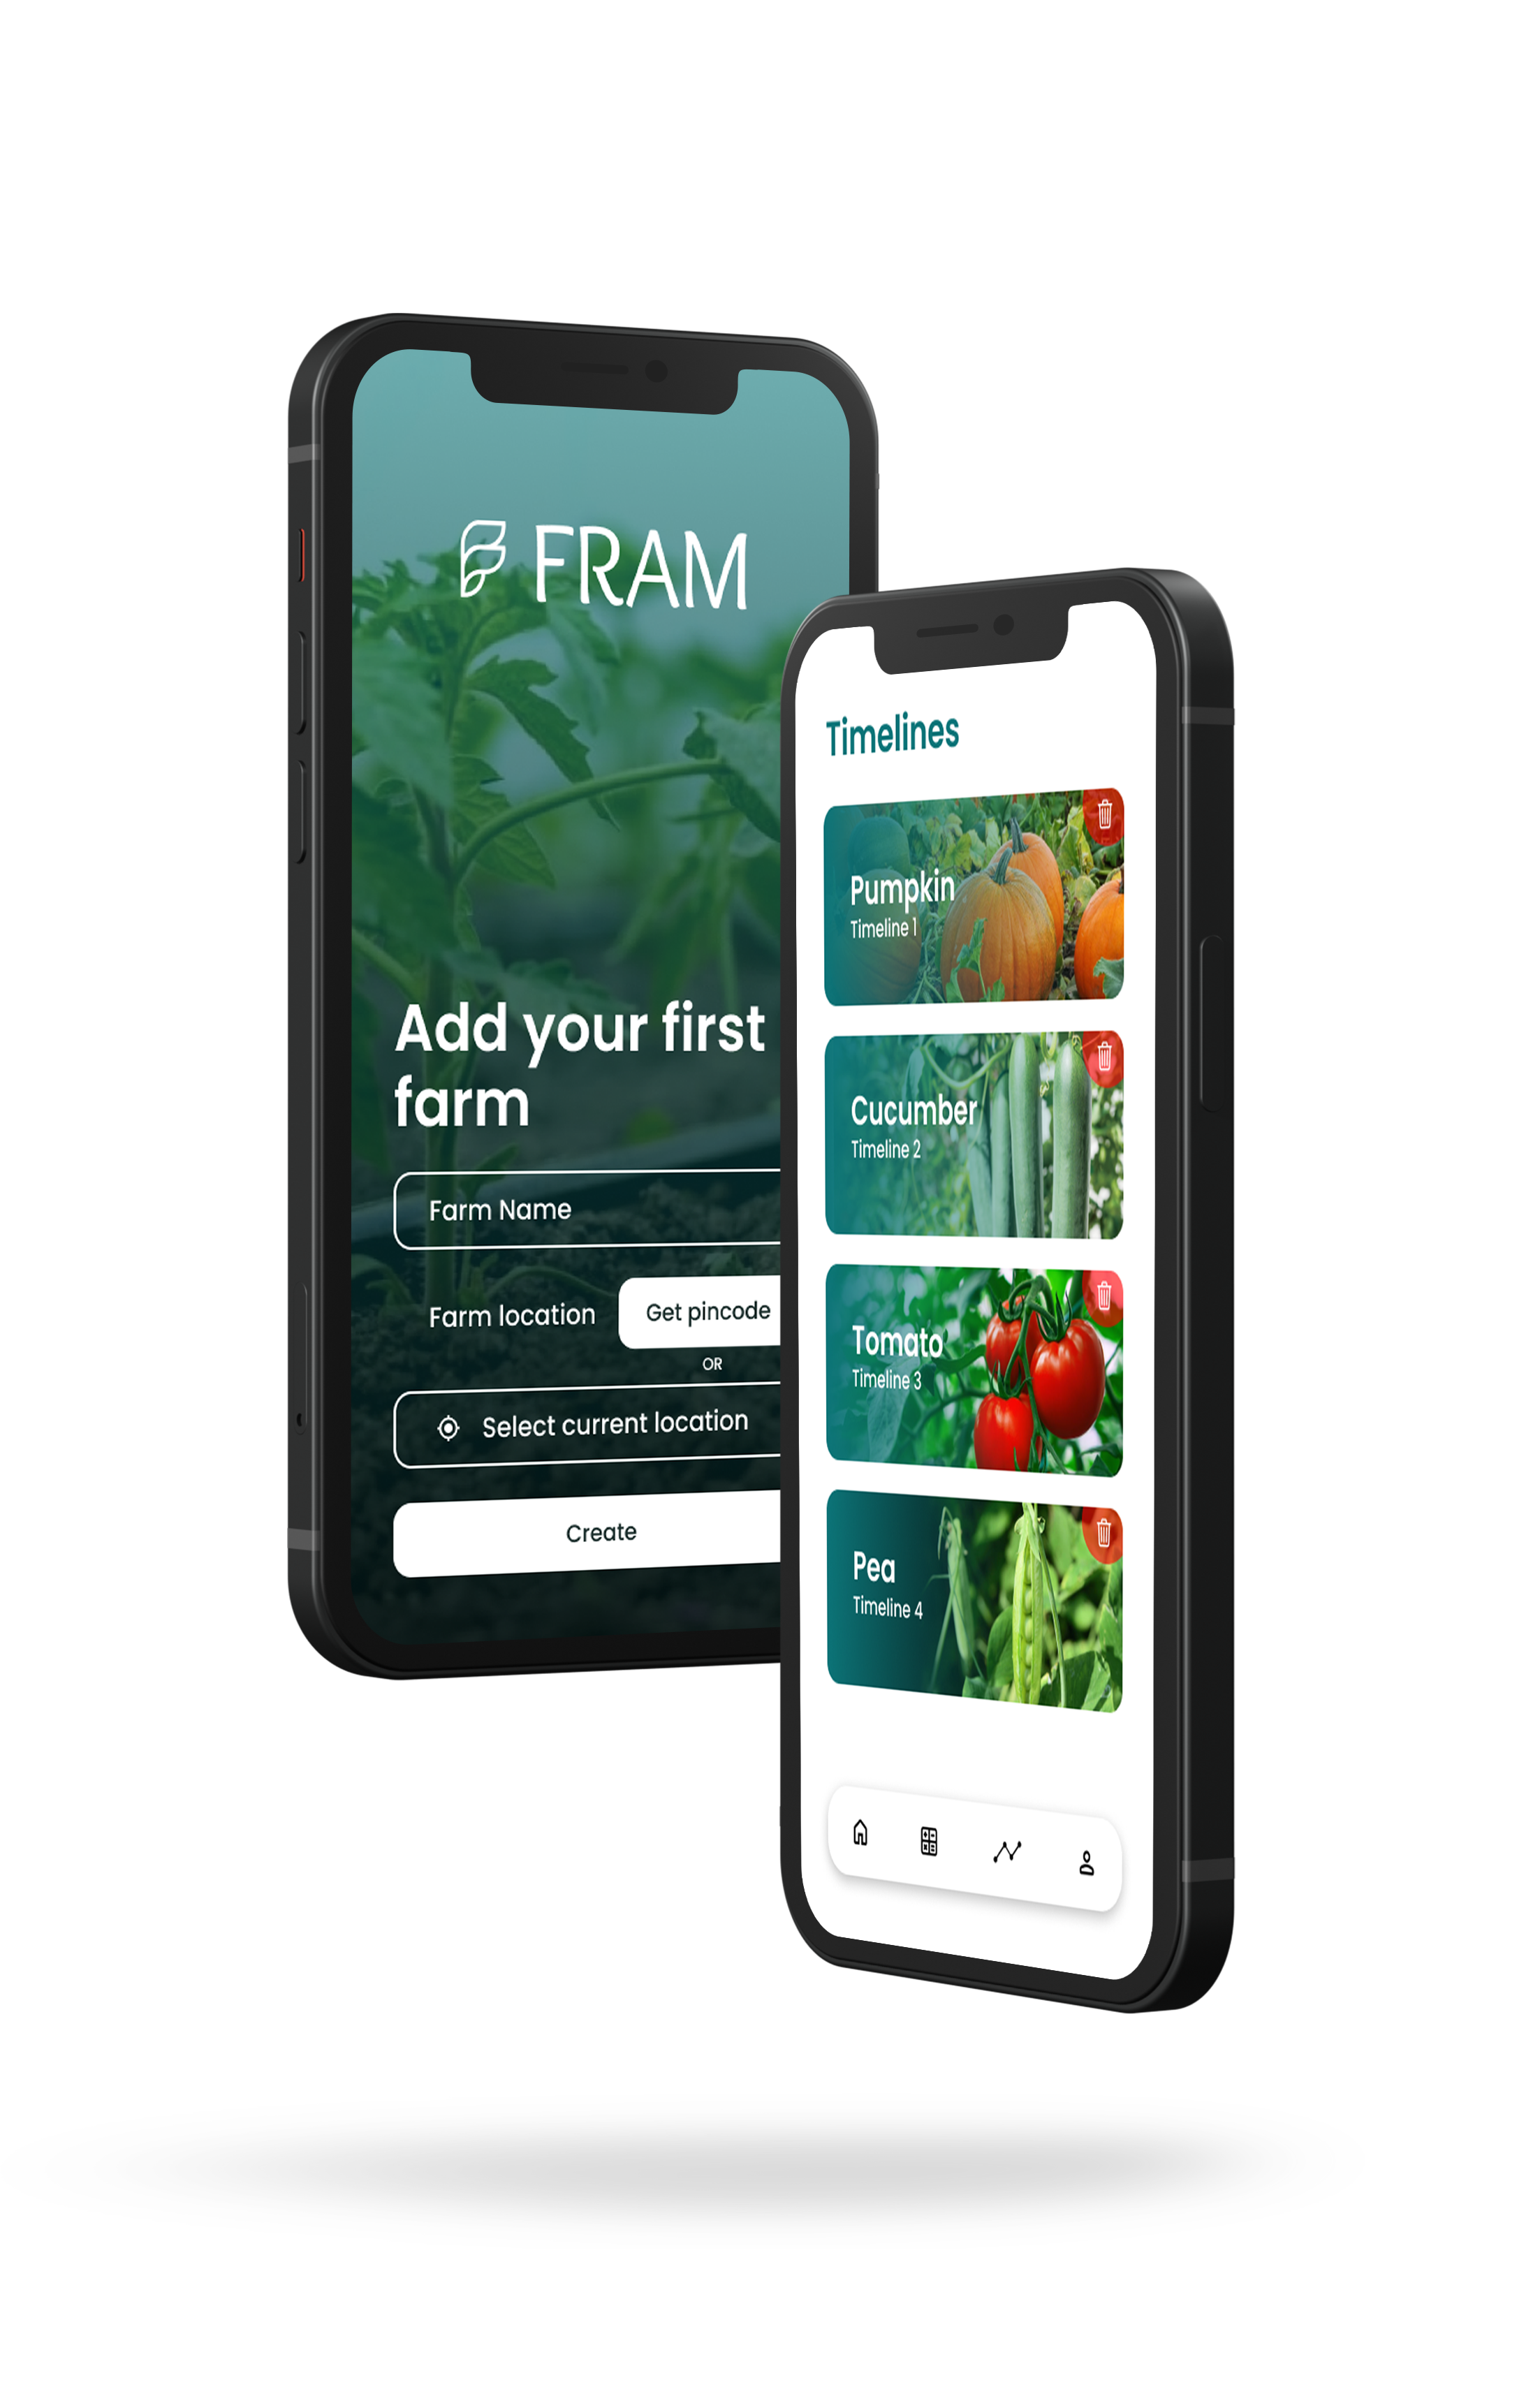 FRAM
Add your first
farm
Farm Name
Farm location
Get pincode
OR
Select current location
Create
Timelines
Pumpkin
Timeline 1
Cucumber
Timeline 2
Tomato
Timeline 3
Pea
Timeline 4